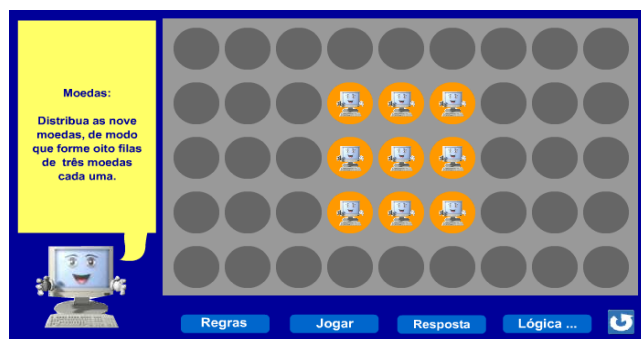 Moedas:
Distribua as nove
moedas, de modo
que forme oito filas
de três moedas
cada uma.
Regras
Jogar
Resposta
Lógica ...